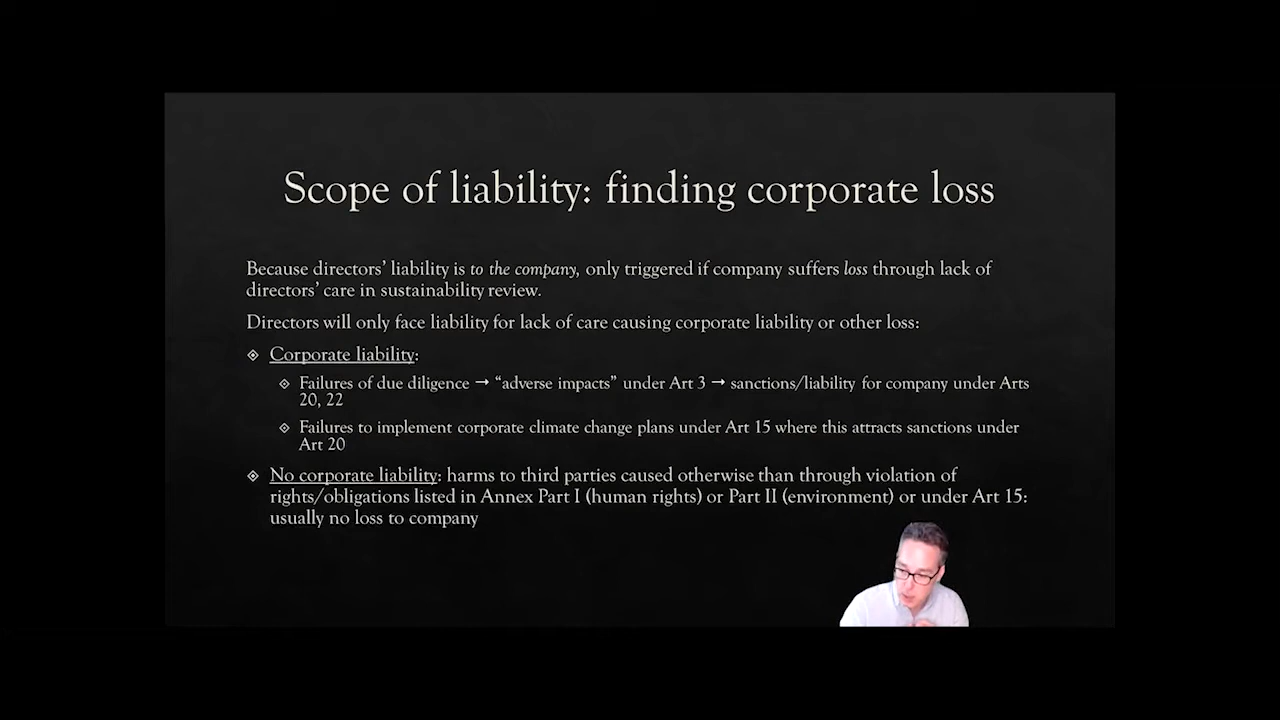 Scope of liability: finding corporate loss
Because directors’ liability is to the company, only triggered if company suffers loss through lack of
directors’ care in sustainability review.
Directors will only face liability for lack of care causing corporate liability or other loss:
Corporate liability:
Failures of due diligence → “adverse impacts” under Art 3 → sanctions/liability for company under Arts
20, 22
Failures to implement corporate climate change plans under Art 15 where this attracts sanctions under
Art 20
No corporate liability: harms to third parties caused otherwise than through violation of
rights/obligations listed in Annex Part I (human rights) or Part II (environment) or under Art 15:
usually no loss to company